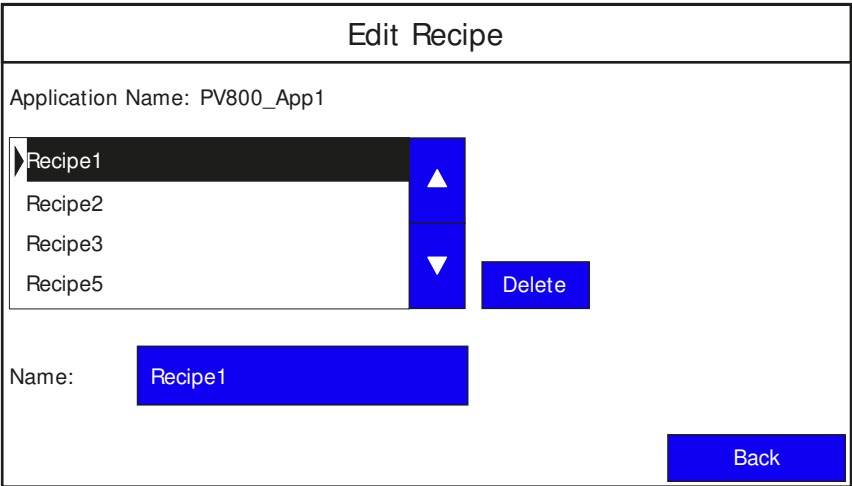 Edit Recipe
Application Name: PV800_App1
Recipe1
Recipe2
Recipe3
Recipe5
Delete
Name:
Recipe1
Back